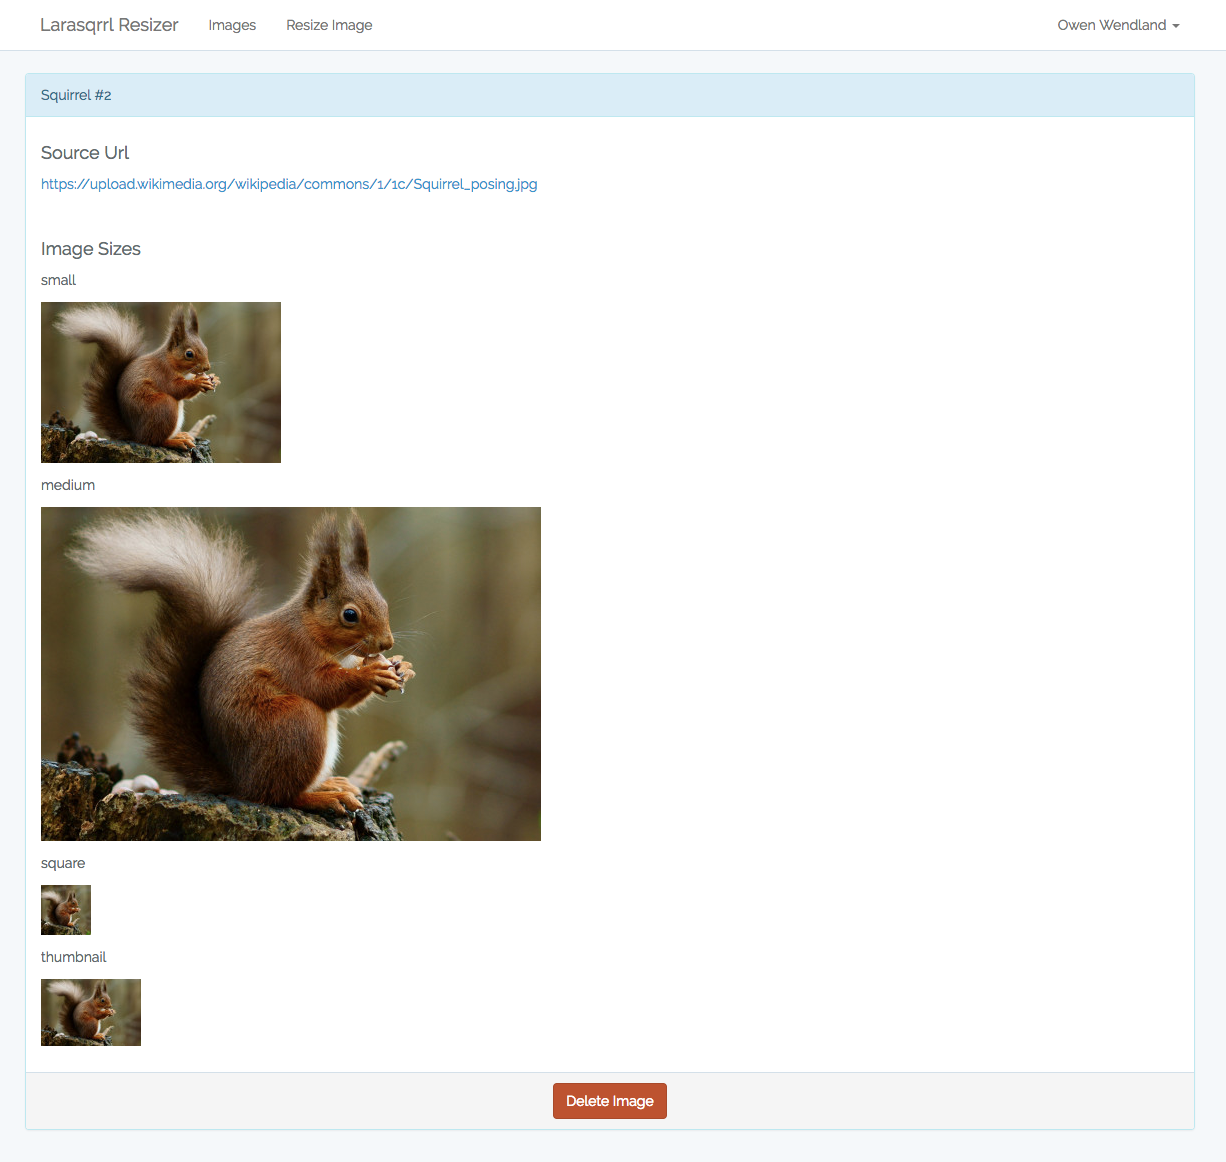 Larasqrrl Resizer Images Resize Image Owen Wendland
Squirrel #2
Source Url
https://upload.wikimedia.org/wikipedia/commons/1/1c/Squirrel_posing.jpg
Image Sizes
small
medium
square
thumbnail
Delete Image